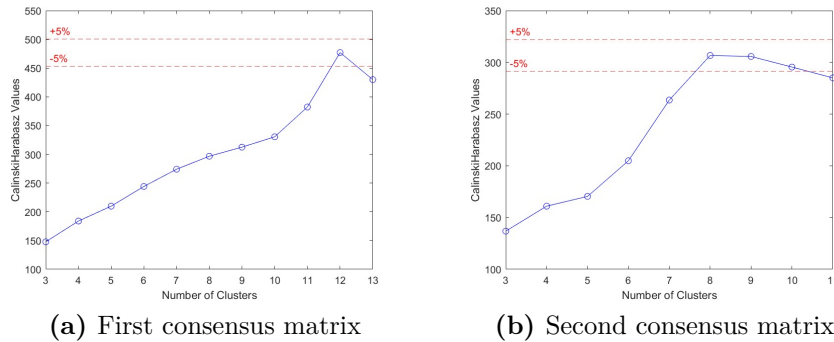 550
500
450
400
350
300
250
200
150
100
+5%
-5%
CalinskiHarabasz Values
3 4 5 6 7 8 9 10 11 12 13
Number of Clusters
(a) First consensus matrix
350
300
250
200
150
100
+5%
-5%
CalinskiHarabasz Values
3 4 5 6 7 8 9 10
Number of Clusters
(b) Second consensus matrix